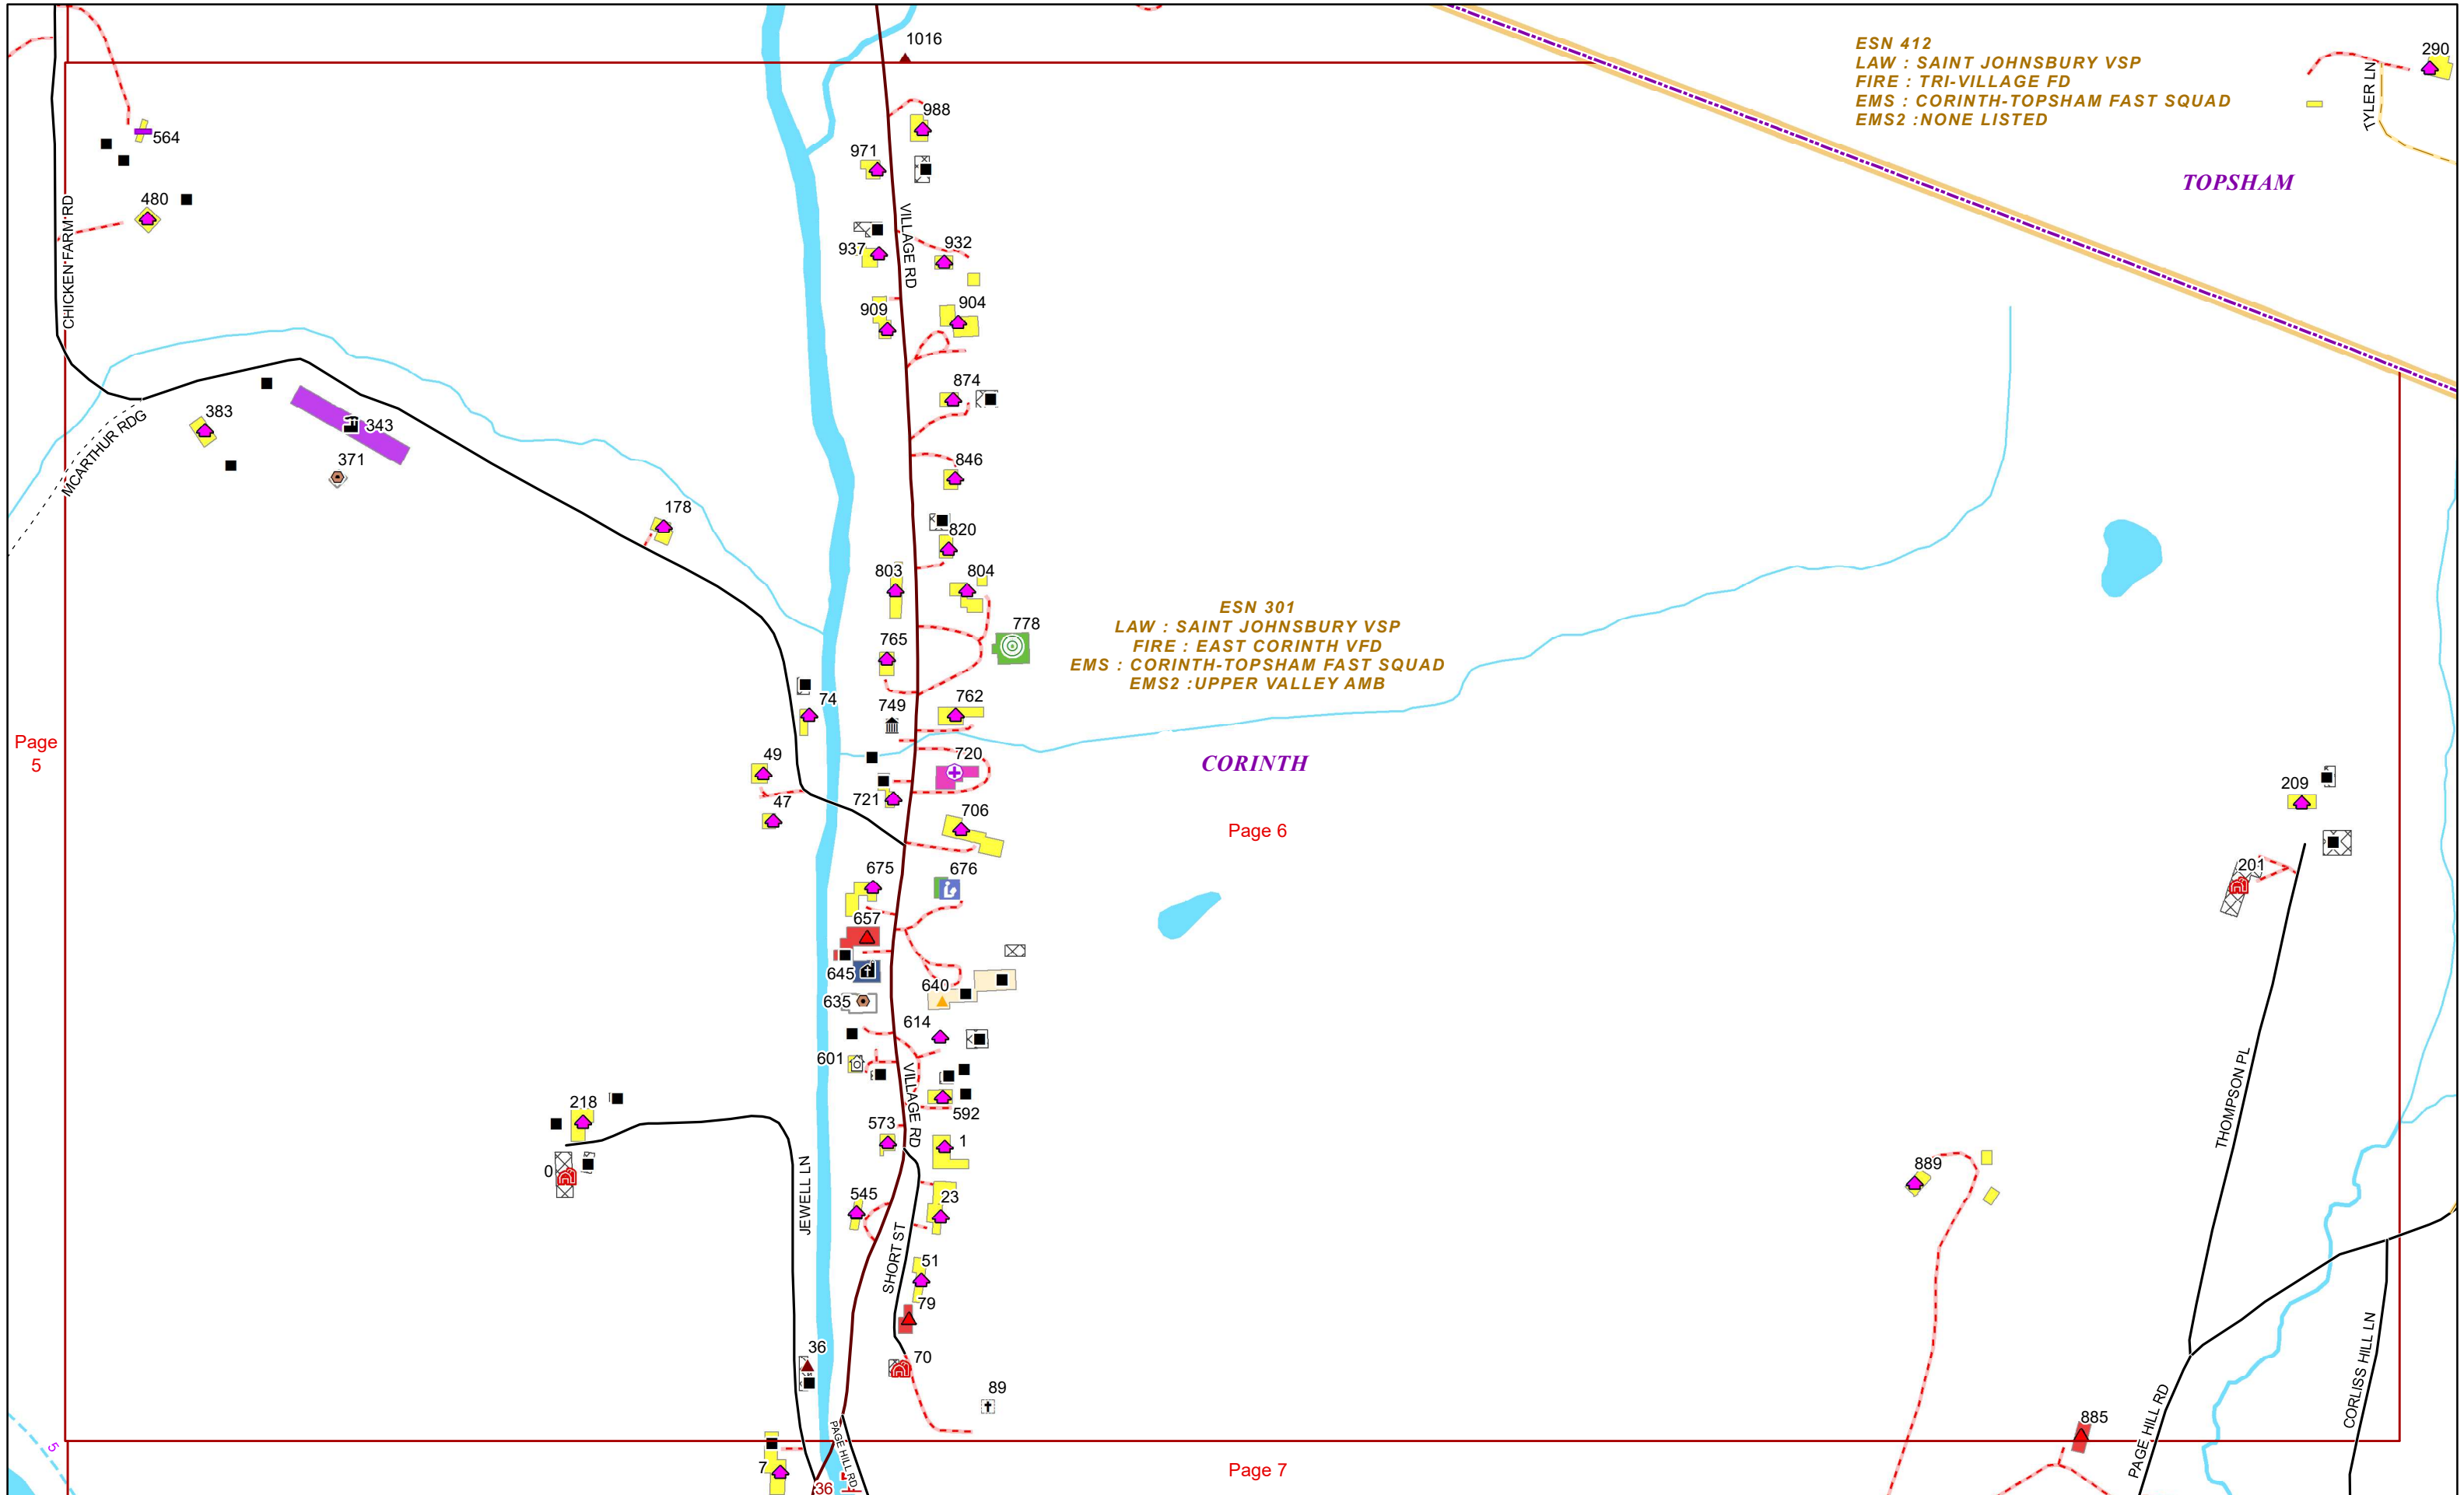 1016
ESN 412
LAW : SAINT JOHNSBURY VSP
FIRE : TRI-VILLAGE FD
EMS : CORINTH-TOPSHAM FAST SQUAD
EMS2 :NONE LISTED
290
TYLER LN
988
564
971
TOPSHAM
480
CHICKEN FARM RD
VILLAGE RD
937
932
909
904
874
383
343
MCARTHUR RDG
371
846
178
820
803
804
ESN 301
LAW : SAINT JOHNSBURY VSP
FIRE : EAST CORINTH VFD
EMS : CORINTH-TOPSHAM FAST SQUAD
EMS2 :UPPER VALLEY AMB
778
765
74
749
762
Page
5
49
720
CORINTH
209
47
721
706
Page 6
675
676
201
657
645
640
635
614
601
VILLAGE RD
THOMPSON PL
218
592
573
1
0
889
JEWELL LN
545
23
SHORT ST
51
79
36
70
89
CORLISS HILL LN
PAGE HILL RD
885
PAGE HILL RD
5
7
Page 7
36